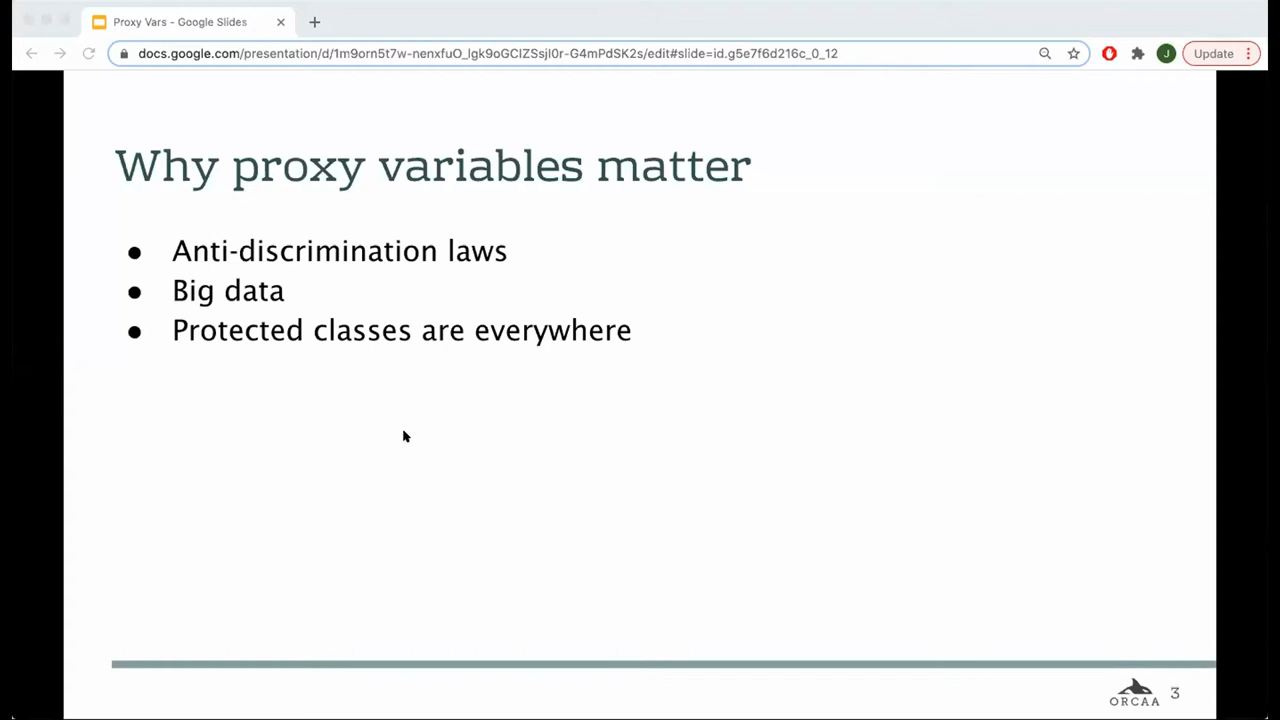 Proxy Vars - Google Slides
docs.google.com/presentation/d/1m9orn5t7w-nenxfuO_lgk9oGCIZSsjI0r-G4mPdSK2s/edit#slide=id.g5e7f6d216c_0_12
J
Update
Why proxy variables matter
● Anti-discrimination laws
● Big data
● Protected classes are everywhere
ORCAA
3